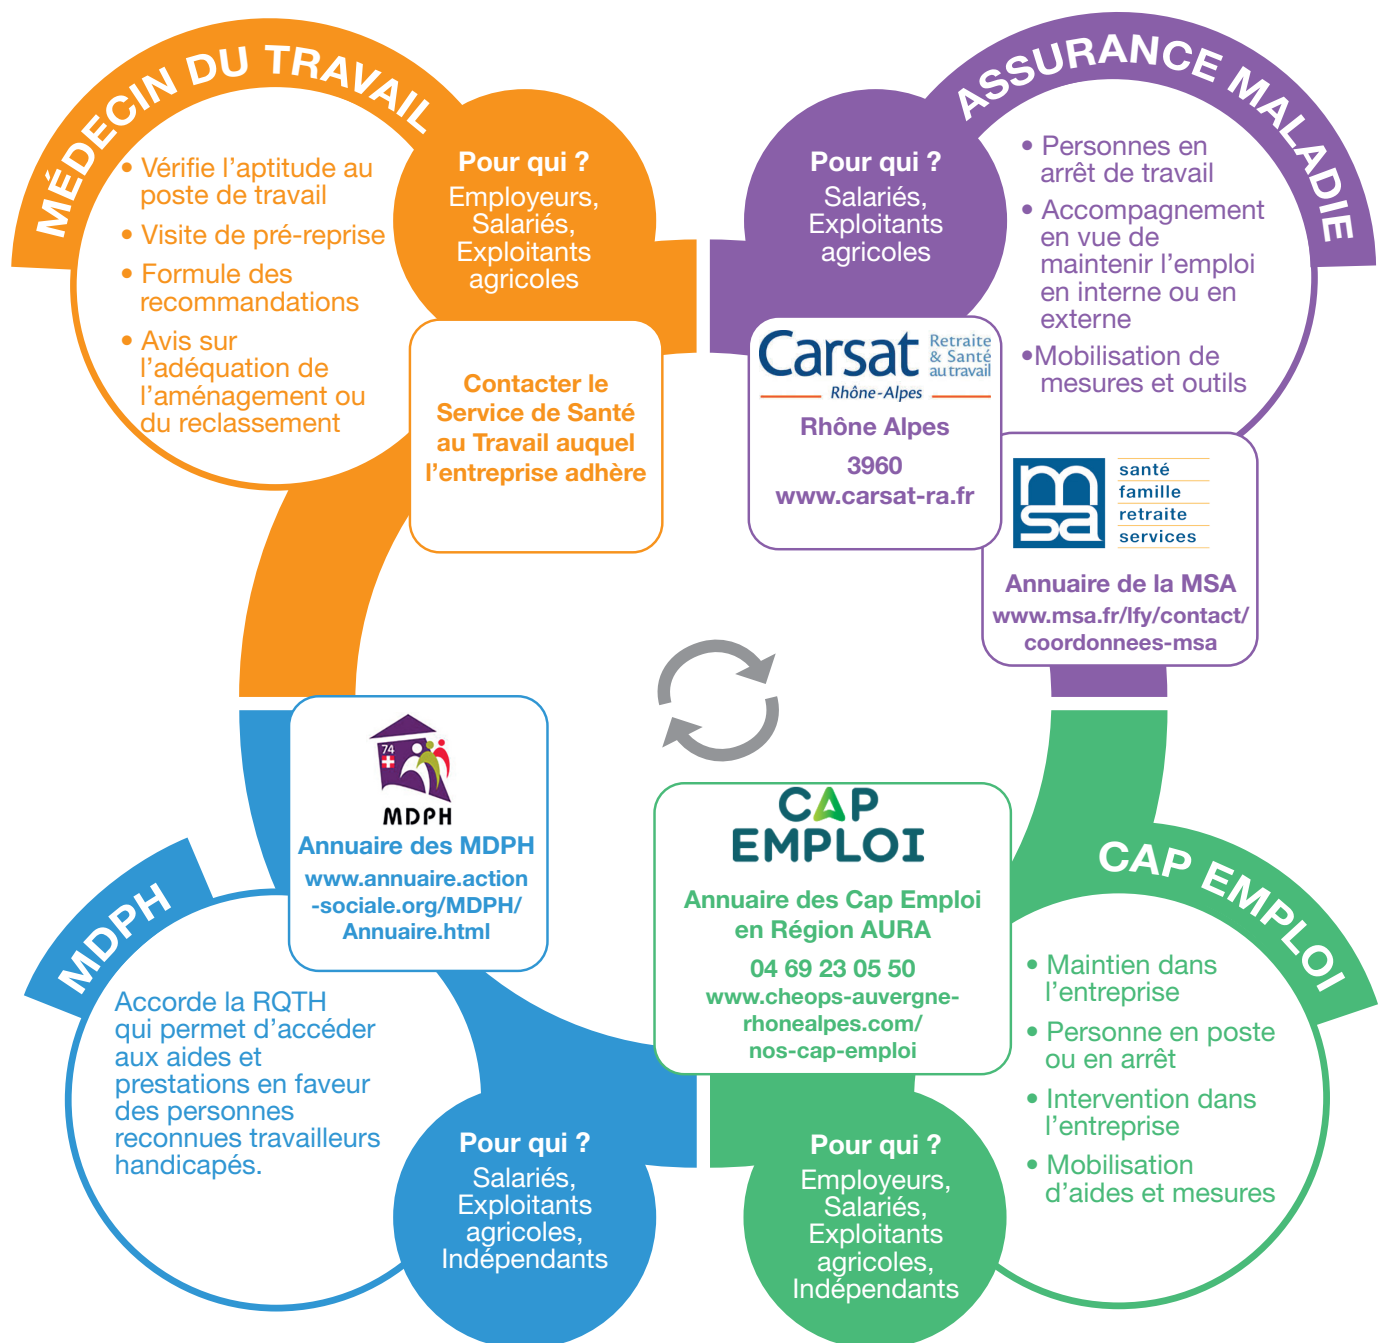 MÉDECIN DU TRAVAIL
• Vérifie l’aptitude au
poste de travail
• Visite de pré-reprise
• Formule des
recommandations
• Avis sur
l’adéquation de
l’aménagement ou
du reclassement
Pour qui ?
Employeurs,
Salariés,
Exploitants
agricoles
Contacter le
Service de Santé
au Travail auquel
l’entreprise adhère
ASSURANCE MALADIE
Pour qui ?
Salariés,
Exploitants
agricoles
• Personnes en
arrêt de travail
• Accompagnement
en vue de
maintenir l’emploi
en interne ou en
externe
•Mobilisation de
mesures et outils
Carsat
Retraite
& Santé
au travail
Rhône-Alpes
Rhône Alpes
3960
www.carsat-ra.fr
msa
santé
famille
retraite
services
Annuaire de la MSA
www.msa.fr/lfy/contact/
coordonnees-msa
74
MDPH
Annuaire des MDPH
www.annuaire.action
-sociale.org/MDPH/
Annuaire.html
MDPH
Accorde la RQTH
qui permet d’accéder
aux aides et
prestations en faveur
des personnes
reconnues travailleurs
handicapés.
Pour qui ?
Salariés,
Exploitants
agricoles,
Indépendants
CAP
EMPLOI
Annuaire des Cap Emploi
en Région AURA
04 69 23 05 50
www.cheops-auvergne-
rhonealpes.com/
nos-cap-emploi
CAP EMPLOI
• Maintien dans
l’entreprise
• Personne en poste
ou en arrêt
• Intervention dans
l’entreprise
• Mobilisation
d’aides et mesures
Pour qui ?
Employeurs,
Salariés,
Exploitants
agricoles,
Indépendants